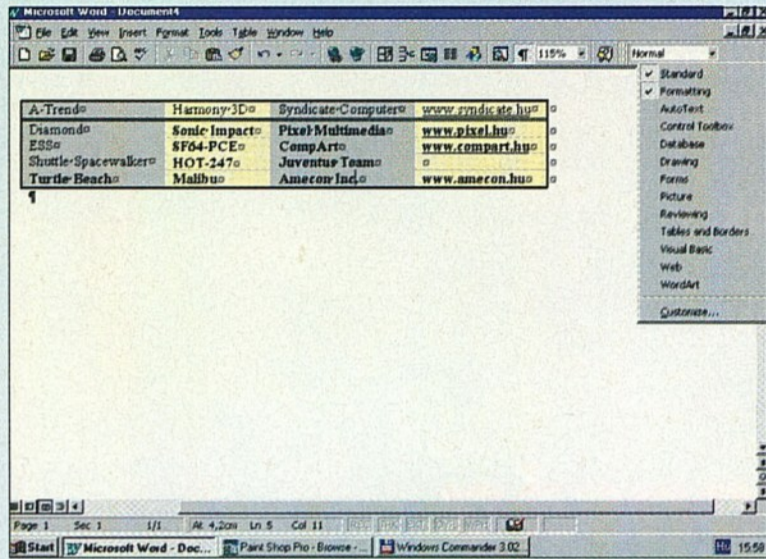 Microsoft Word - Document4
File Edit View Insert Format Tools Table Window Help
115% Normal
Standard
Formatting
AutoText
Control Toolbox
Database
Drawing
Forms
Picture
Reviewing
Tables and Borders
Visual Basic
Web
WordArt
Customize...
A-Trend¤ Harmony·3D¤ Syndicate·Computer¤ www.syndicate.hu¤ ¤
Diamond¤ Sonic·Impact¤ Pixel·Multimedia¤ www.pixel.hu¤ ¤
ESS¤ SF64-PCE¤ CompArt¤ www.compart.hu¤ ¤
Shuttle·Spacewalker¤ HOT-247¤ Juventus·Team¤ ¤ ¤
Turtle·Beach¤ Malibu¤ Amecon·Inc.¤ www.amecon.hu¤ ¤
¶
Page 1 Sec 1 1/1 At 4,2cm Ln 5 Col 11
Start Microsoft Word - Doc... Paint Shop Pro - Browse - ... Windows Commander 3.02 Hu 15:59